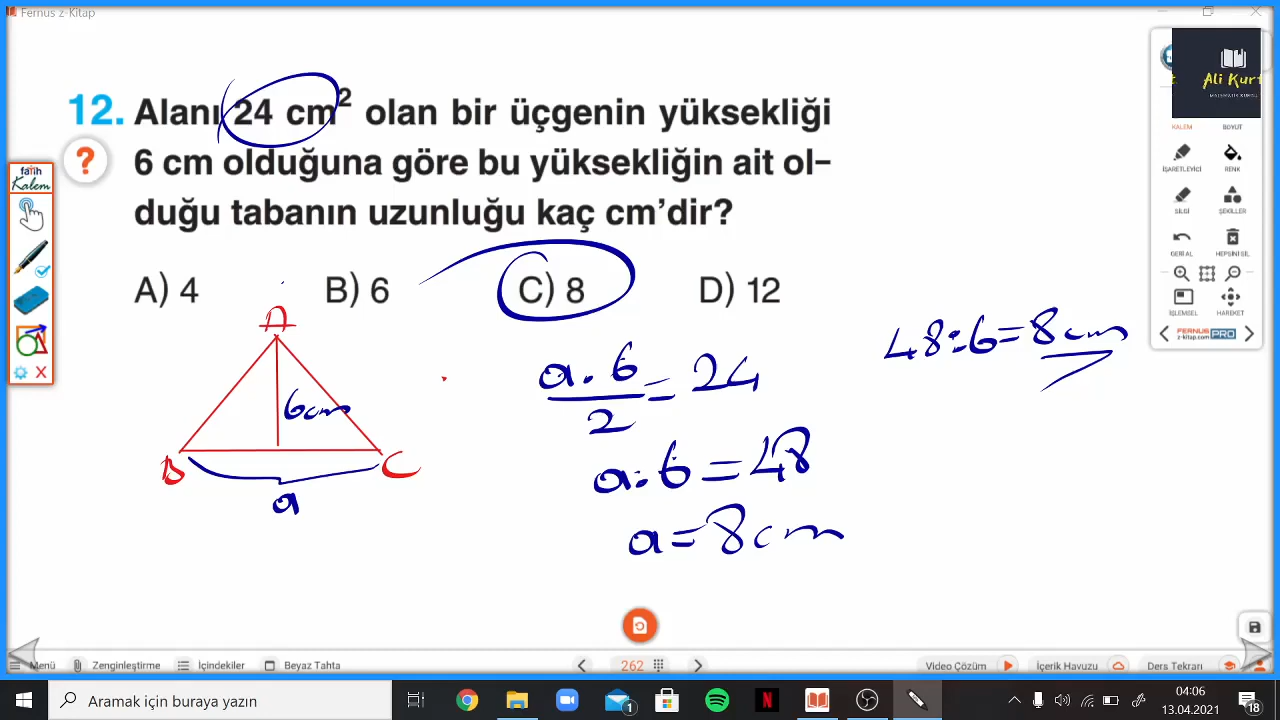 Fernus z-Kitap
12. Alanı 24 cm² olan bir üçgenin yüksekliği
6 cm olduğuna göre bu yüksekliğin ait ol-
duğu tabanın uzunluğu kaç cm'dir?
?
A) 4 B) 6 C) 8 D) 12
fatih
Kalem
Ali Kurt
KALEM BOYUT
İŞARETLEYİCİ RENK
SİLGİ ŞEKİLLER
GERİ AL HEPSİNİ SİL
İŞLEMSEL HAREKET
FERNUS PRO
z-kitap.com
A
6cm
B C
a
a.6/2=24
a.6=48
a=8cm
48:6=8cm
Menü Zenginleştirme İçindekiler Beyaz Tahta 262 Video Çözüm İçerik Havuzu Ders Tekrarı
Aramak için buraya yazın
1
04:06
13.04.2021
18